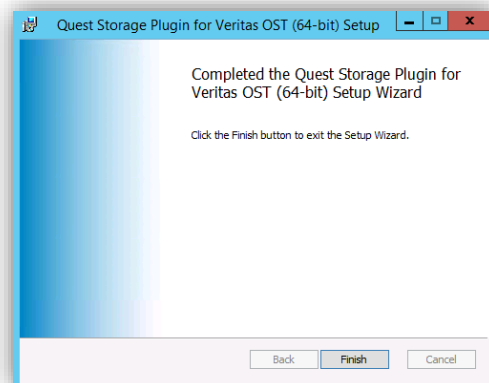 Quest Storage Plugin for Veritas OST (64-bit) Setup
Completed the Quest Storage Plugin for
Veritas OST (64-bit) Setup Wizard
Click the Finish button to exit the Setup Wizard.
Back Finish Cancel